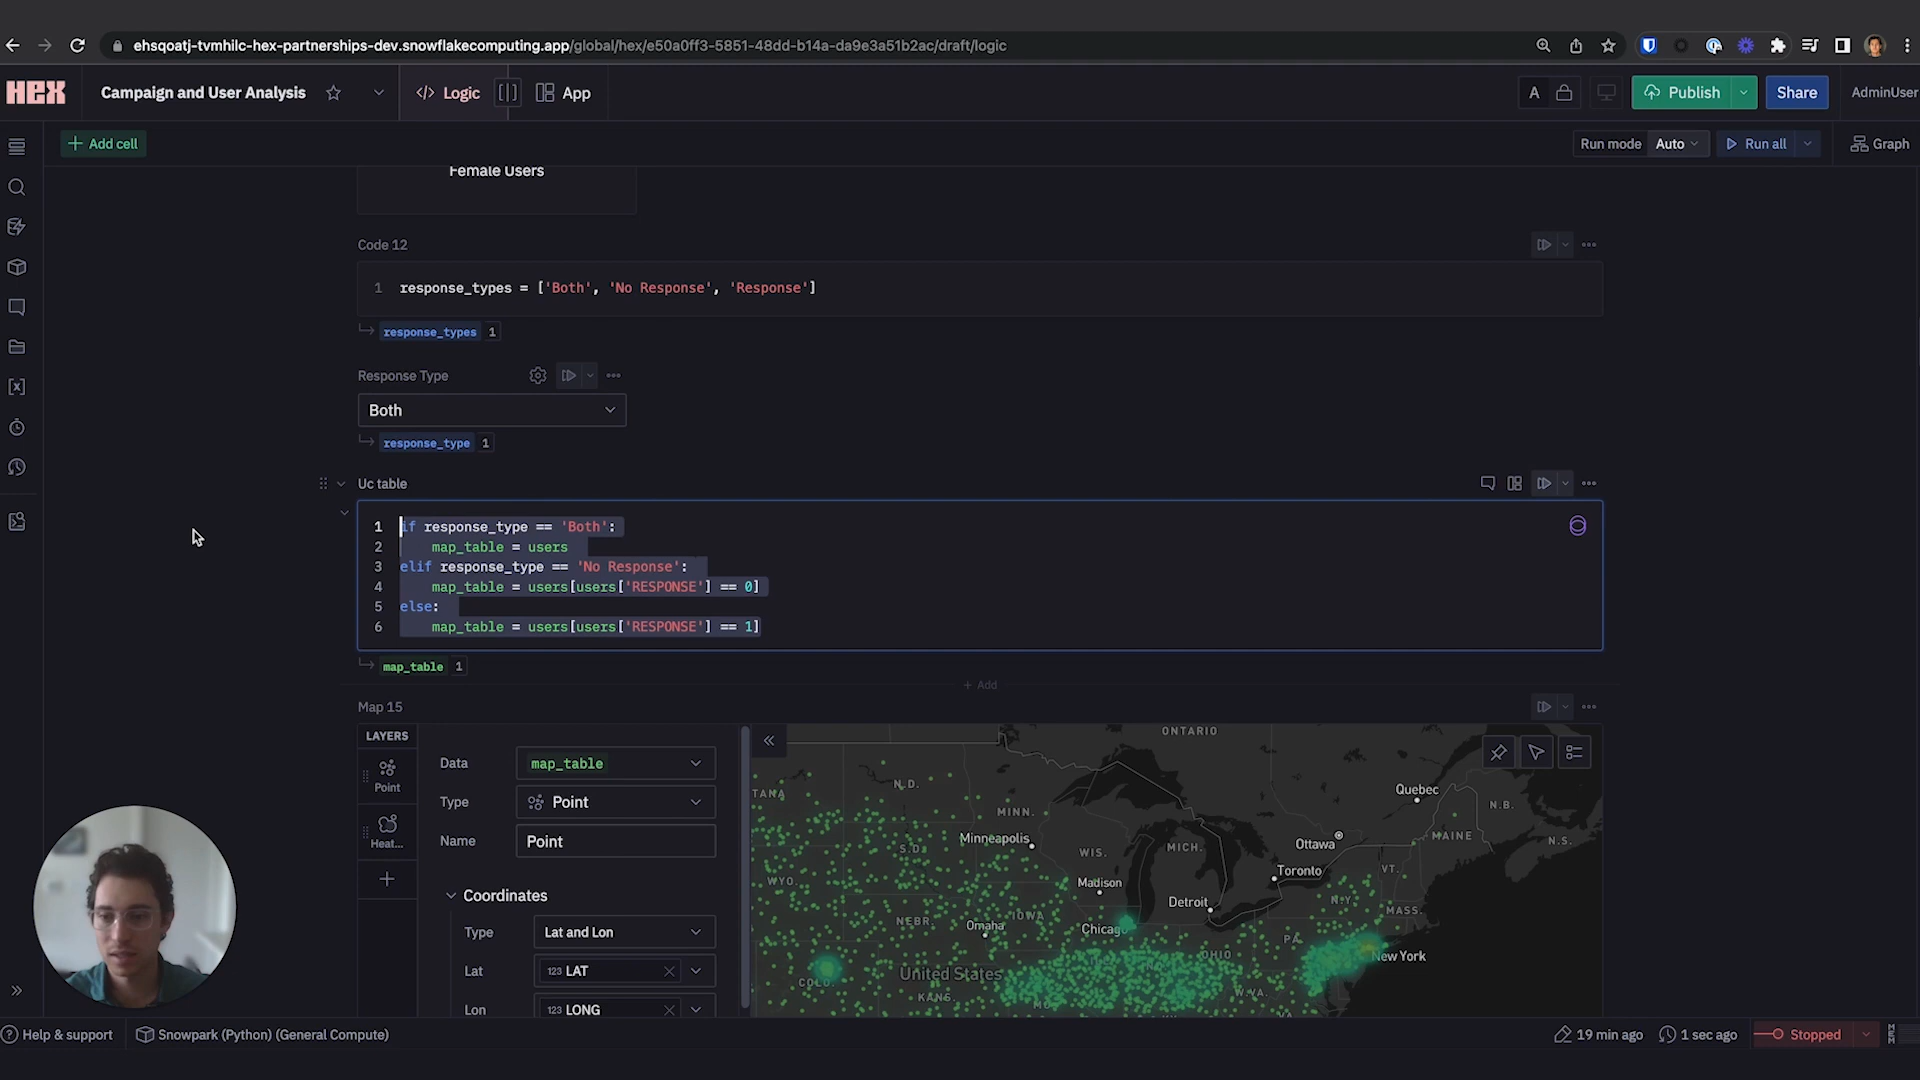 ehsqoatj-tvmhilc-hex-partnerships-dev.snowflakecomputing.app/global/hex/e50a0ff3-5851-48dd-b14a-da9e3a51b2ac/draft/logic
HEX
Campaign and User Analysis
Logic
App
A
Publish
Share
AdminUser
Add cell
Run mode
Auto
Run all
Graph
Female Users
Code 12
1 response_types = ['Both', 'No Response', 'Response']
response_types 1
Response Type
Both
response_type 1
Uc table
1 if response_type == 'Both':
2 map_table = users
3 elif response_type == 'No Response':
4 map_table = users[users['RESPONSE'] == 0]
5 else:
6 map_table = users[users['RESPONSE'] == 1]
map_table 1
+ Add
Map 15
LAYERS
Point
Heat...
Data
map_table
Type
Point
Name
Point
Coordinates
Type
Lat and Lon
Lat
123 LAT
Lon
123 LONG
ONTARIO
Quebec
N.B.
TANA
N.D.
MINN.
Minneapolis
Ottawa
MAINE
N.S.
S.D.
WIS.
MICH.
Toronto
VT.
WYO.
Madison
Detroit
N.Y.
MASS.
NEBR.
IOWA
Omaha
Chicago
PA.
New York
OHIO
United States
COLO.
KANS.
MO.
W.VA.
Help & support
Snowpark (Python) (General Compute)
19 min ago
1 sec ago
Stopped
MEM